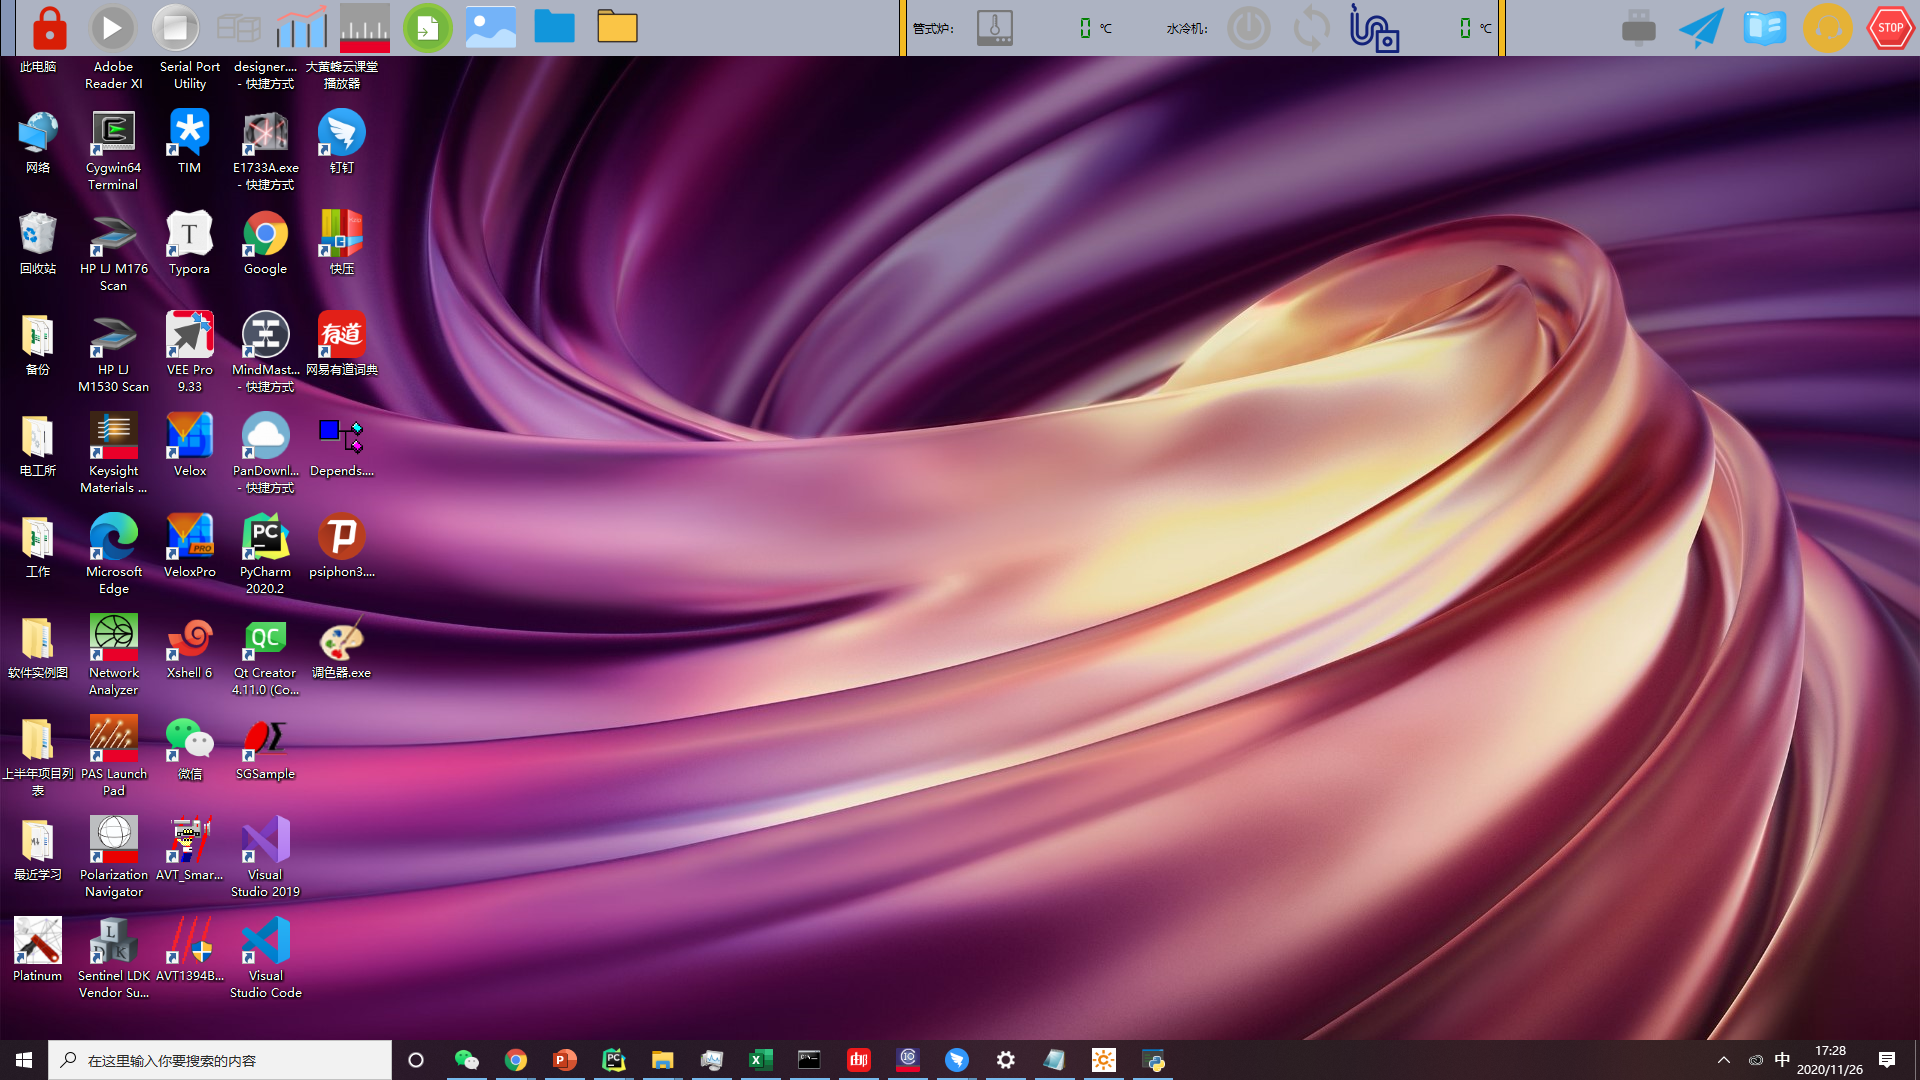 管式炉:
0 ℃
水冷机:
0 ℃
STOP
此电脑
Adobe
Reader XI
Serial Port
Utility
designer....
- 快捷方式
大黄蜂云课堂
播放器
网络
Cygwin64
Terminal
TIM
E1733A.exe
- 快捷方式
钉钉
回收站
HP LJ M176
Scan
Typora
Google
快压
备份
HP LJ
M1530 Scan
VEE Pro
9.33
MindMast...
- 快捷方式
有道
网易有道词典
电工所
Keysight
Materials ...
Velox
PanDownl...
- 快捷方式
Depends....
工作
Microsoft
Edge
PRO
VeloxPro
PC
PyCharm
2020.2
psiphon3....
软件实例图
Network
Analyzer
Xshell 6
QC
Qt Creator
4.11.0 (Co...
调色器.exe
上半年项目列
表
PAS Launch
Pad
微信
SGSample
最近学习
Polarization
Navigator
AVT_Smar...
Visual
Studio 2019
Platinum
Sentinel LDK
Vendor Su...
AVT1394B...
Visual
Studio Code
在这里输入你要搜索的内容
中
17:28
2020/11/26